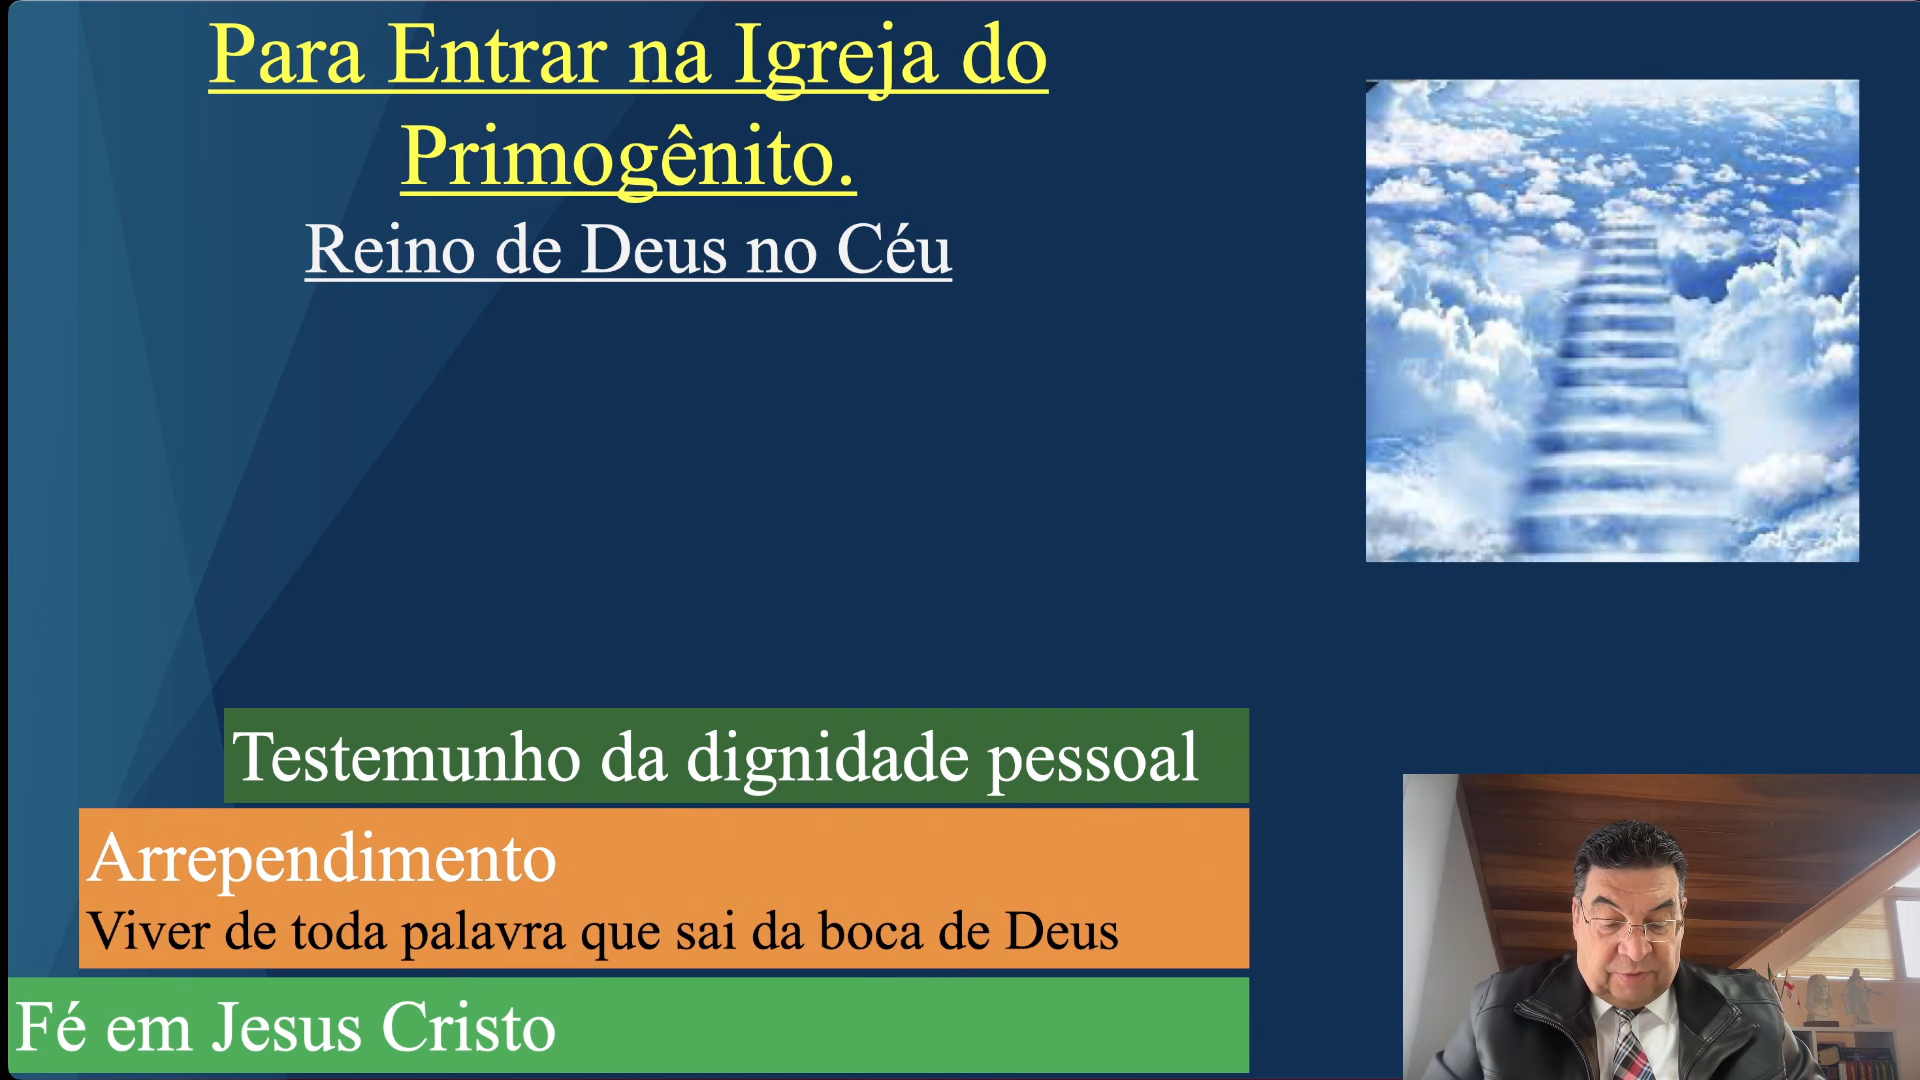 Para Entrar na Igreja do
Primogênito.
Reino de Deus no Céu
Testemunho da dignidade pessoal
Arrependimento
Viver de toda palavra que sai da boca de Deus
Fé em Jesus Cristo